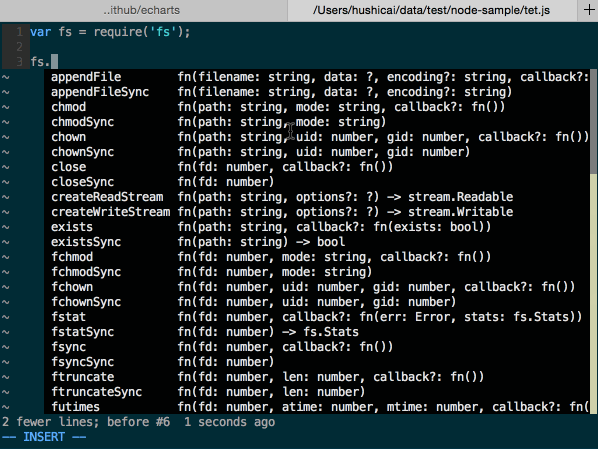 ..ithub/echarts
/Users/hushicai/data/test/node-sample/tet.js
+
1 var fs = require('fs');
2
3 fs.
~ appendFile fn(filename: string, data: ?, encoding?: string, callback?:
~ appendFileSync fn(filename: string, data: ?, encoding?: string)
~ chmod fn(path: string, mode: string, callback?: fn())
~ chmodSync fn(path: string, mode: string)
~ chown fn(path: string, uid: number, gid: number, callback?: fn())
~ chownSync fn(path: string, uid: number, gid: number)
~ close fn(fd: number, callback?: fn())
~ closeSync fn(fd: number)
~ createReadStream fn(path: string, options?: ?) -> stream.Readable
~ createWriteStream fn(path: string, options?: ?) -> stream.Writable
~ exists fn(path: string, callback?: fn(exists: bool))
~ existsSync fn(path: string) -> bool
~ fchmod fn(fd: number, mode: string, callback?: fn())
~ fchmodSync fn(fd: number, mode: string)
~ fchown fn(fd: number, uid: number, gid: number, callback?: fn())
~ fchownSync fn(fd: number, uid: number, gid: number)
~ fstat fn(fd: number, callback?: fn(err: Error, stats: fs.Stats))
~ fstatSync fn(fd: number) -> fs.Stats
~ fsync fn(fd: number, callback?: fn())
~ fsyncSync fn(fd: number)
~ ftruncate fn(fd: number, len: number, callback?: fn())
~ ftruncateSync fn(fd: number, len: number)
~ futimes fn(fd: number, atime: number, mtime: number, callback?: fn(
2 fewer lines; before #6 1 seconds ago
-- INSERT --